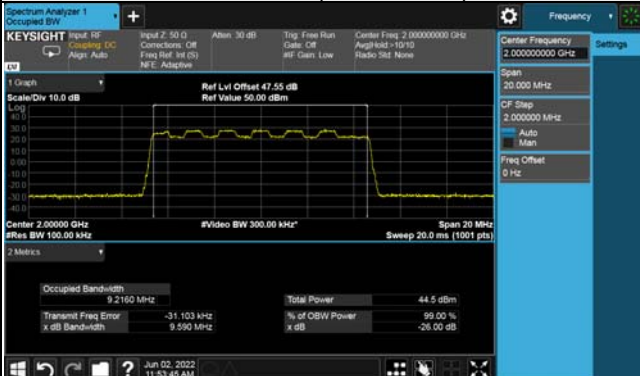 Spectrum Analyzer 1
Occupied BW
+
Frequency
KEYSIGHT
Input: RF
Coupling: DC
Align: Auto
Input Z: 50 Ω
Corrections: Off
Freq Ref: Int (S)
NFE: Adaptive
Atten: 30 dB
Trig: Free Run
Gate: Off
#IF Gain: Low
Center Freq: 2.000000000 GHz
Avg|Hold:>10/10
Radio Std: None
Center Frequency
2.000000000 GHz
Settings
Span
20.000 MHz
CF Step
2.000000 MHz
Auto
Man
Freq Offset
0 Hz
1 Graph
Scale/Div 10.0 dB
Ref Lvl Offset 47.55 dB
Ref Value 50.00 dBm
Log
40.0
30.0
20.0
10.0
0.00
-10.0
-20.0
-30.0
-40.0
Center 2.00000 GHz
#Res BW 100.00 kHz
#Video BW 300.00 kHz*
Span 20 MHz
Sweep 20.0 ms (1001 pts)
2 Metrics
Occupied Bandwidth
9.2160 MHz
Total Power 44.5 dBm
Transmit Freq Error -31.103 kHz
% of OBW Power 99.00 %
x dB Bandwidth 9.590 MHz
x dB -26.00 dB
?
Jun 02, 2022
11:53:45 AM